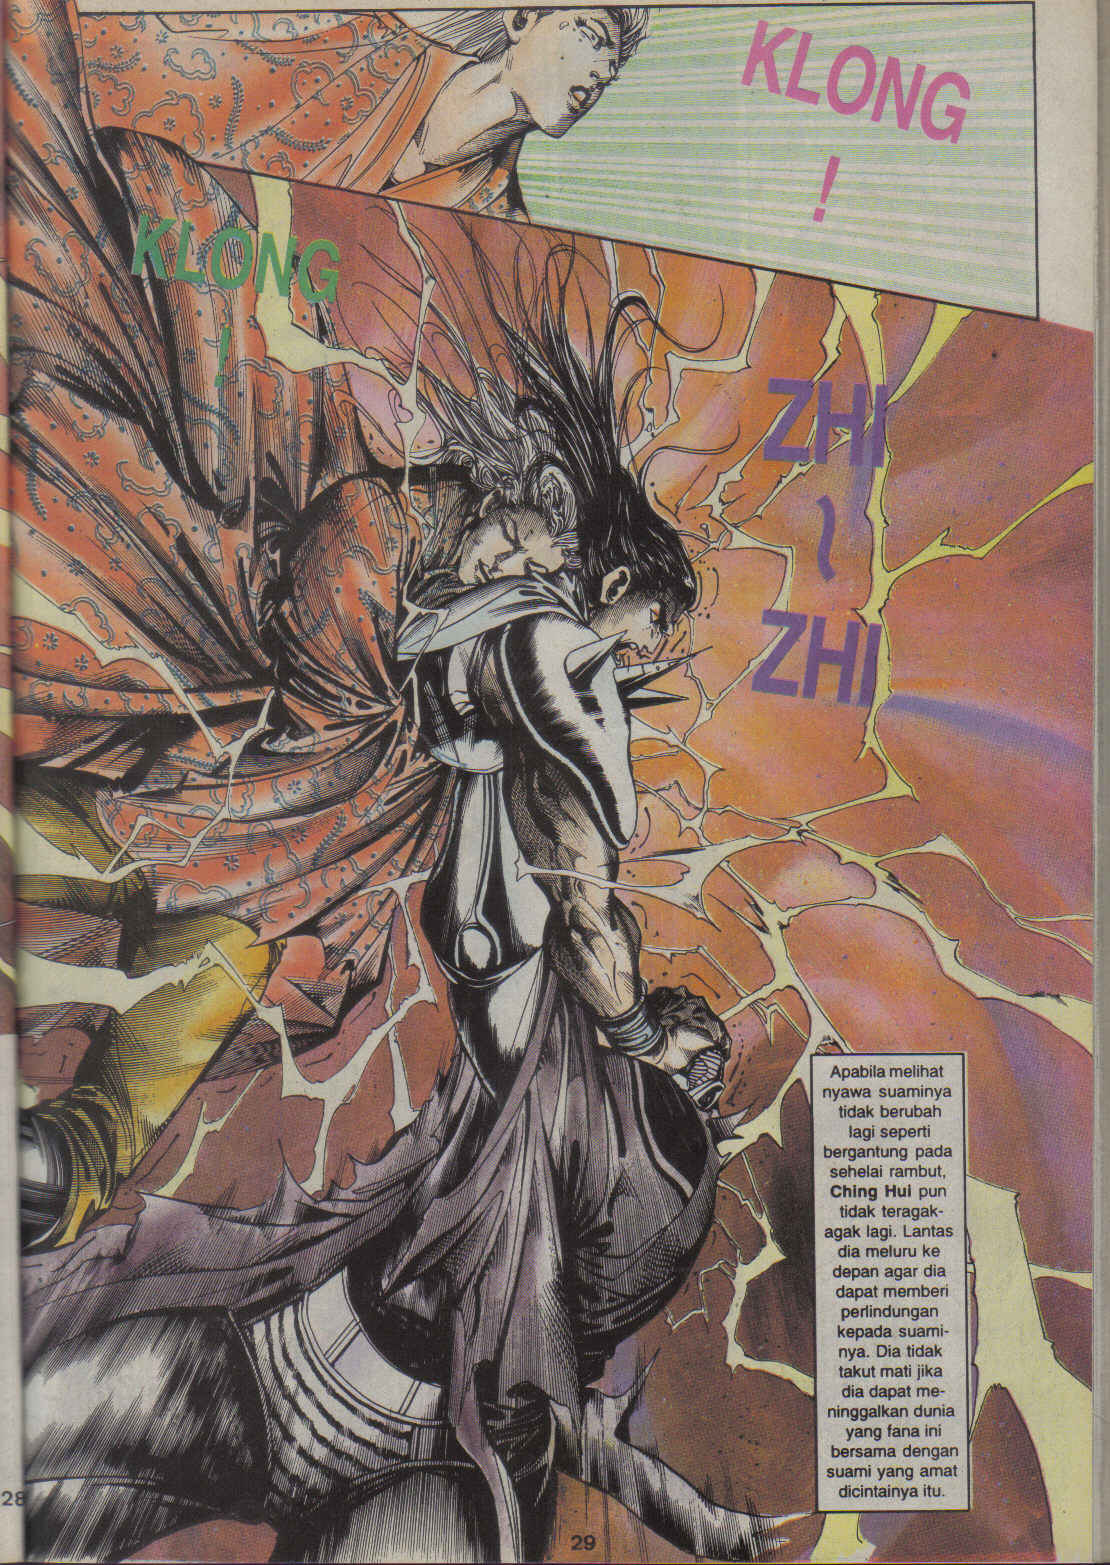 KLONG
!
KLONG
!
ZHI
~
ZHI
Apabila melihat
nyawa suaminya
tidak berubah
lagi seperti
bergantung pada
sehelai rambut,
Ching Hui pun
tidak teragak-
agak lagi. Lantas
dia meluru ke
depan agar dia
dapat memberi
perlindungan
kepada suami-
nya. Dia tidak
takut mati jika
dia dapat me-
ninggalkan dunia
yang fana ini
bersama dengan
suami yang amat
dicintainya itu.
28
29